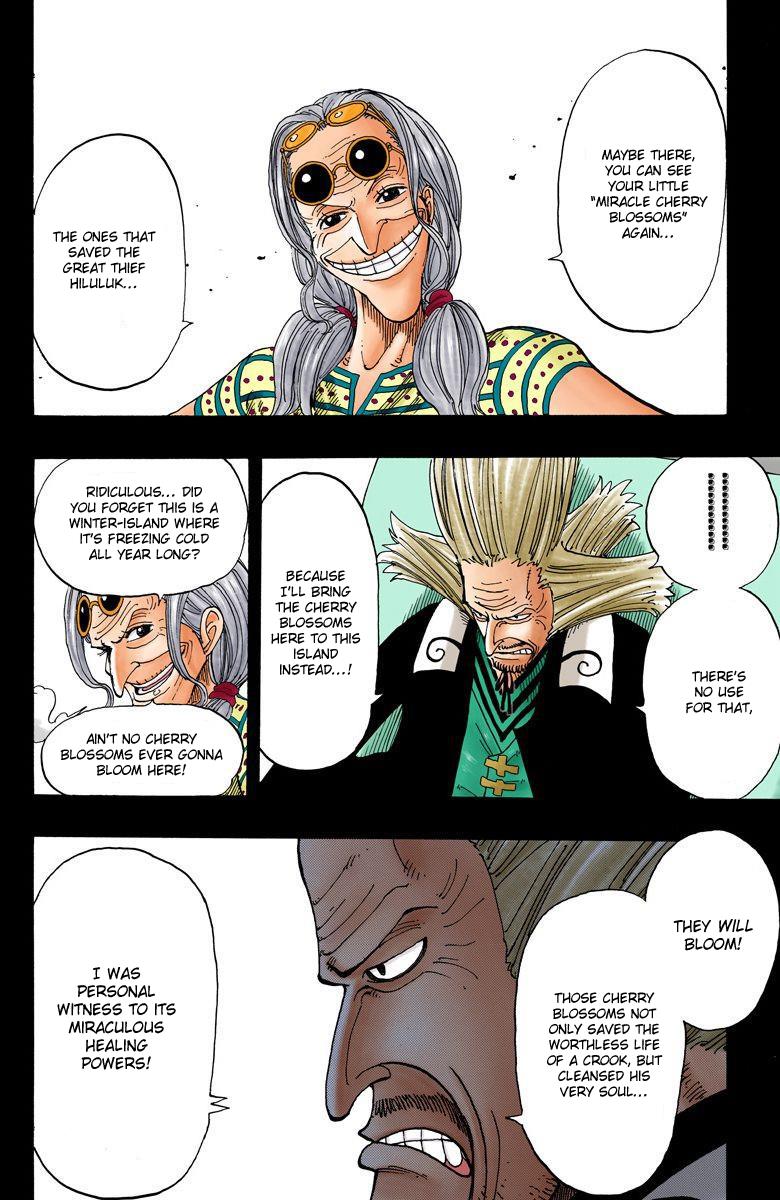 MAYBE THERE,
YOU CAN SEE
YOUR LITTLE
"MIRACLE CHERRY
BLOSSOMS"
AGAIN...
THE ONES THAT
SAVED THE
GREAT THIEF
HILULUK...
!!!!!!!!!!
THERE'S
NO USE
FOR THAT,
BECAUSE
I'LL BRING
THE CHERRY
BLOSSOMS
HERE TO THIS
ISLAND
INSTEAD...!
RIDICULOUS... DID
YOU FORGET THIS IS A
WINTER-ISLAND WHERE
IT'S FREEZING COLD
ALL YEAR LONG?
AIN'T NO CHERRY
BLOSSOMS EVER GONNA
BLOOM HERE!
THEY WILL
BLOOM!
THOSE CHERRY
BLOSSOMS NOT
ONLY SAVED THE
WORTHLESS LIFE
OF A CROOK, BUT
CLEANSED HIS
VERY SOUL...
I WAS
PERSONAL
WITNESS TO ITS
MIRACULOUS
HEALING
POWERS!